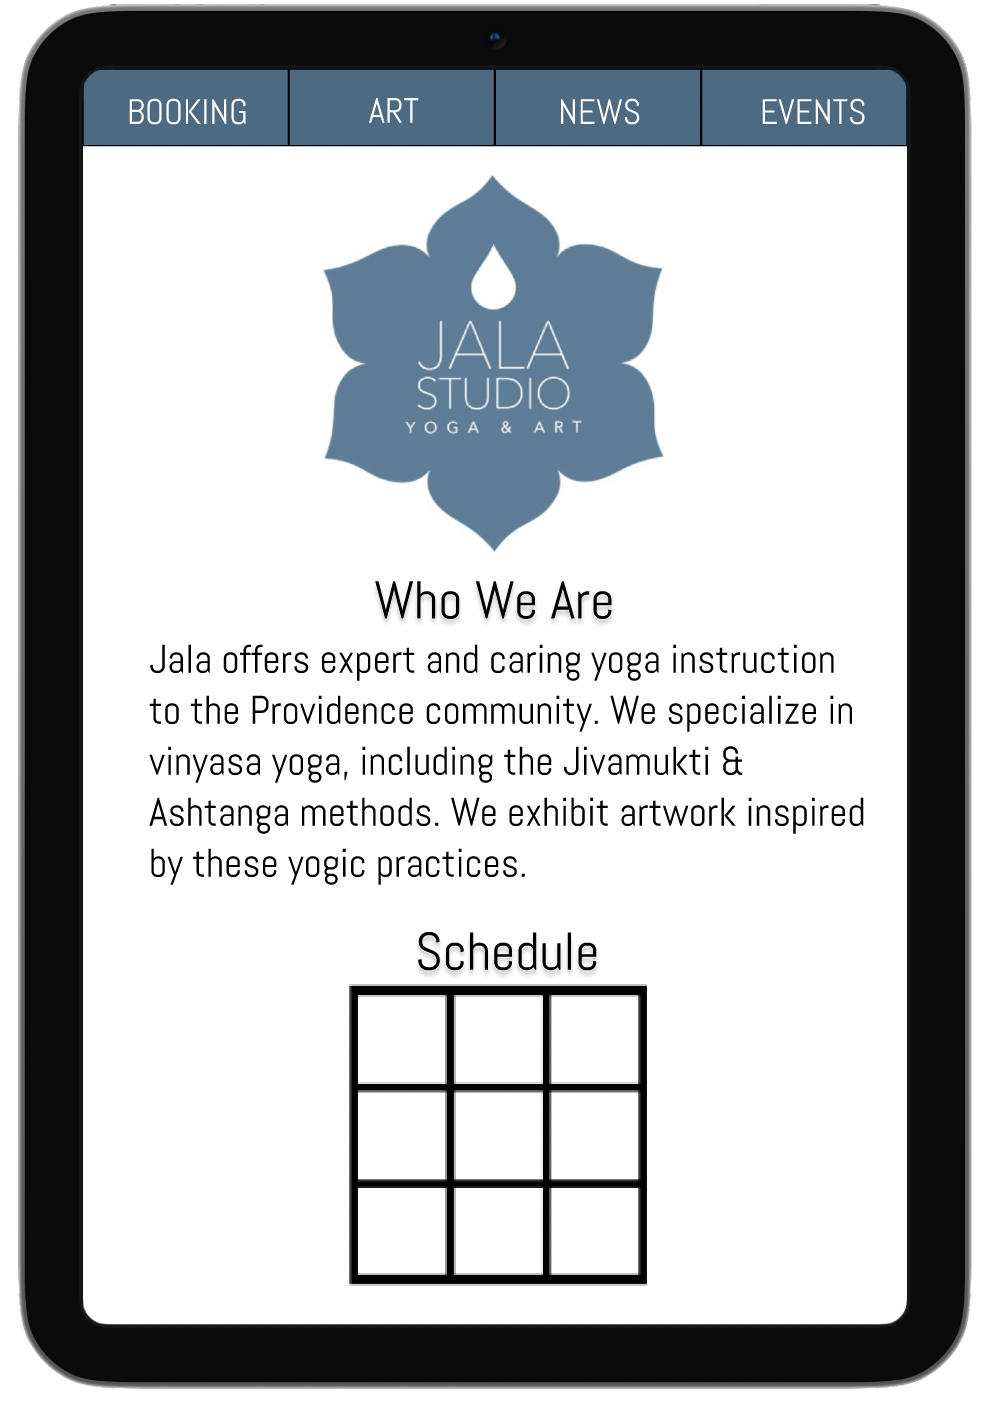 BOOKING ART NEWS EVENTS
JALA
STUDIO
YOGA & ART
Who We Are
Jala offers expert and caring yoga instruction
to the Providence community. We specialize in
vinyasa yoga, including the Jivamukti &
Ashtanga methods. We exhibit artwork inspired
by these yogic practices.
Schedule